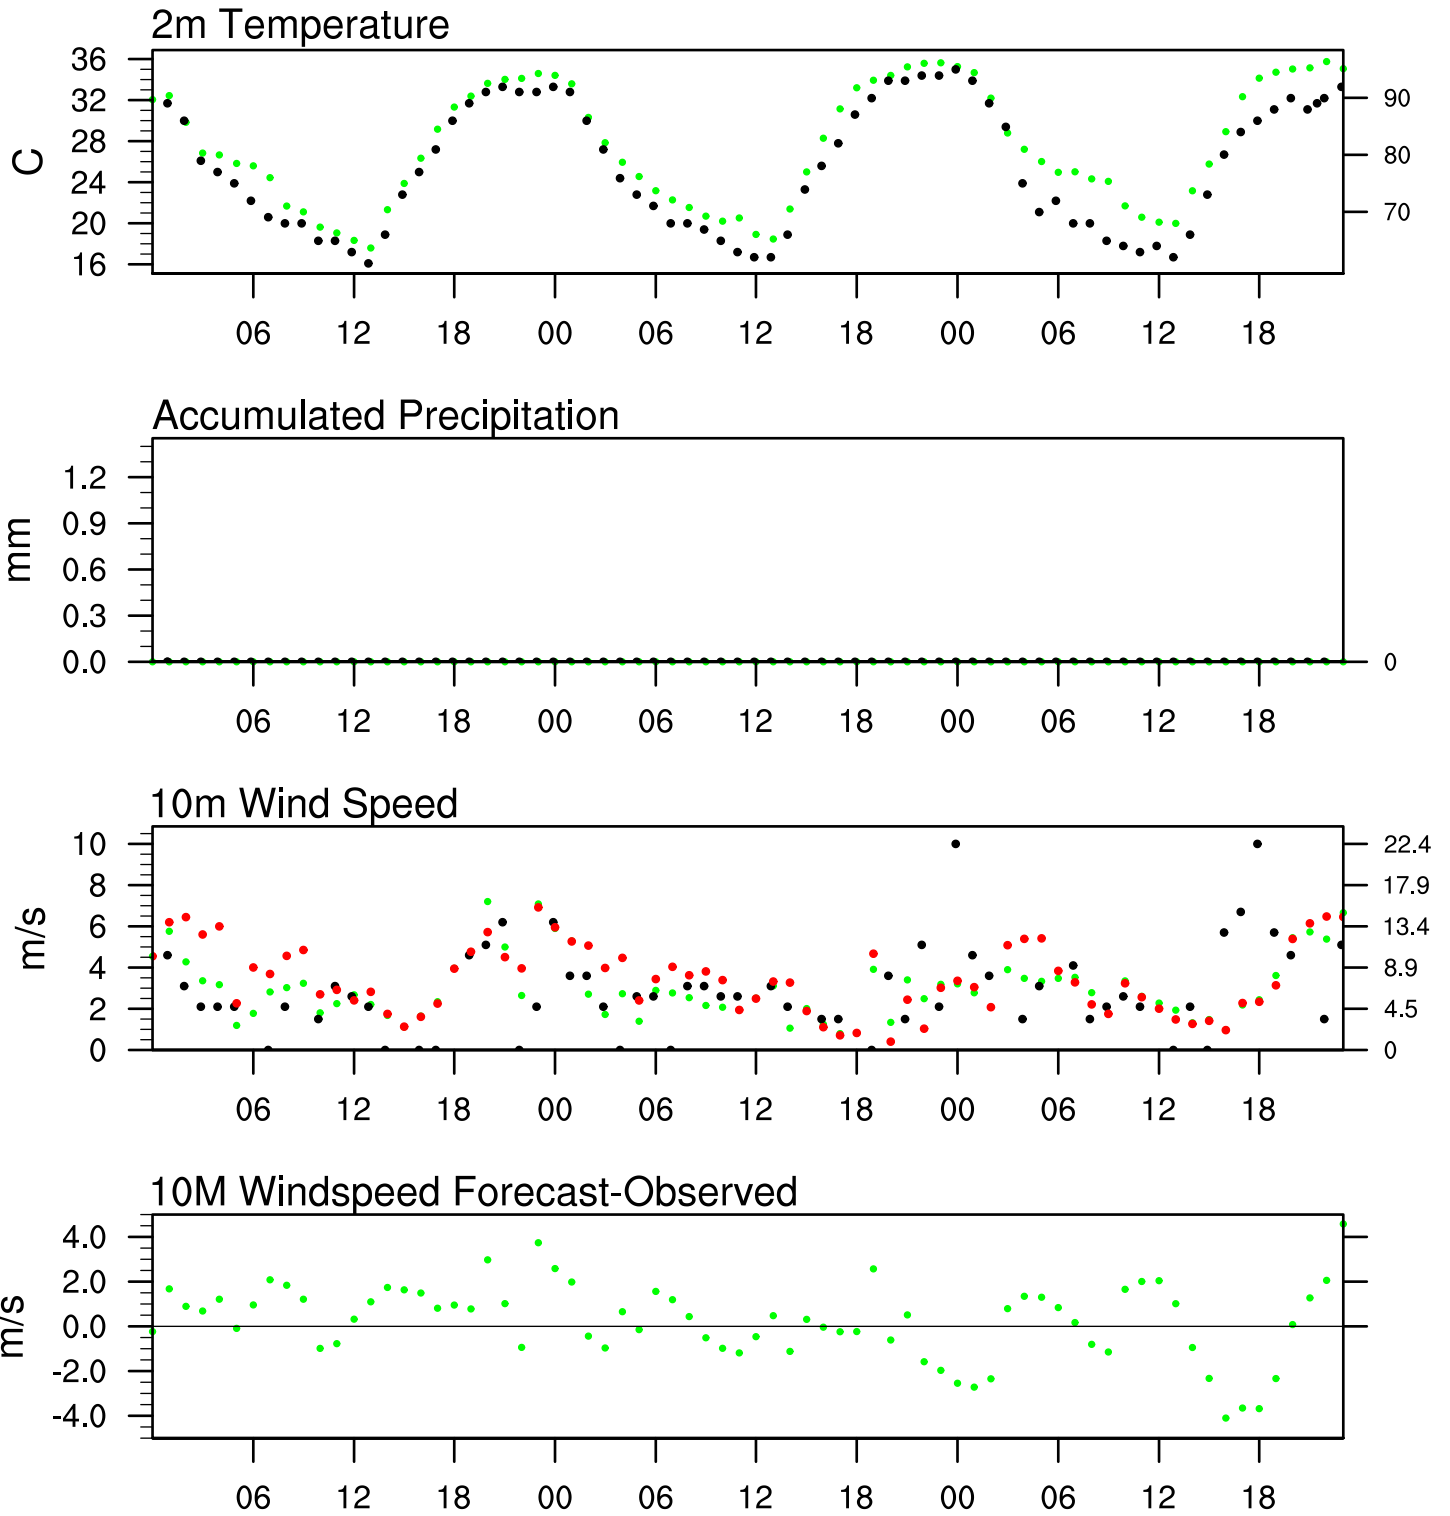 2m Temperature
36
32
28
24
20
16
C
90
80
70
06 12 18 00 06 12 18 00 06 12 18
Accumulated Precipitation
1.2
0.9
0.6
0.3
0.0
mm
0
06 12 18 00 06 12 18 00 06 12 18
10m Wind Speed
10
8
6
4
2
0
m/s
22.4
17.9
13.4
8.9
4.5
0
06 12 18 00 06 12 18 00 06 12 18
10M Windspeed Forecast-Observed
4.0
2.0
0.0
-2.0
-4.0
m/s
06 12 18 00 06 12 18 00 06 12 18